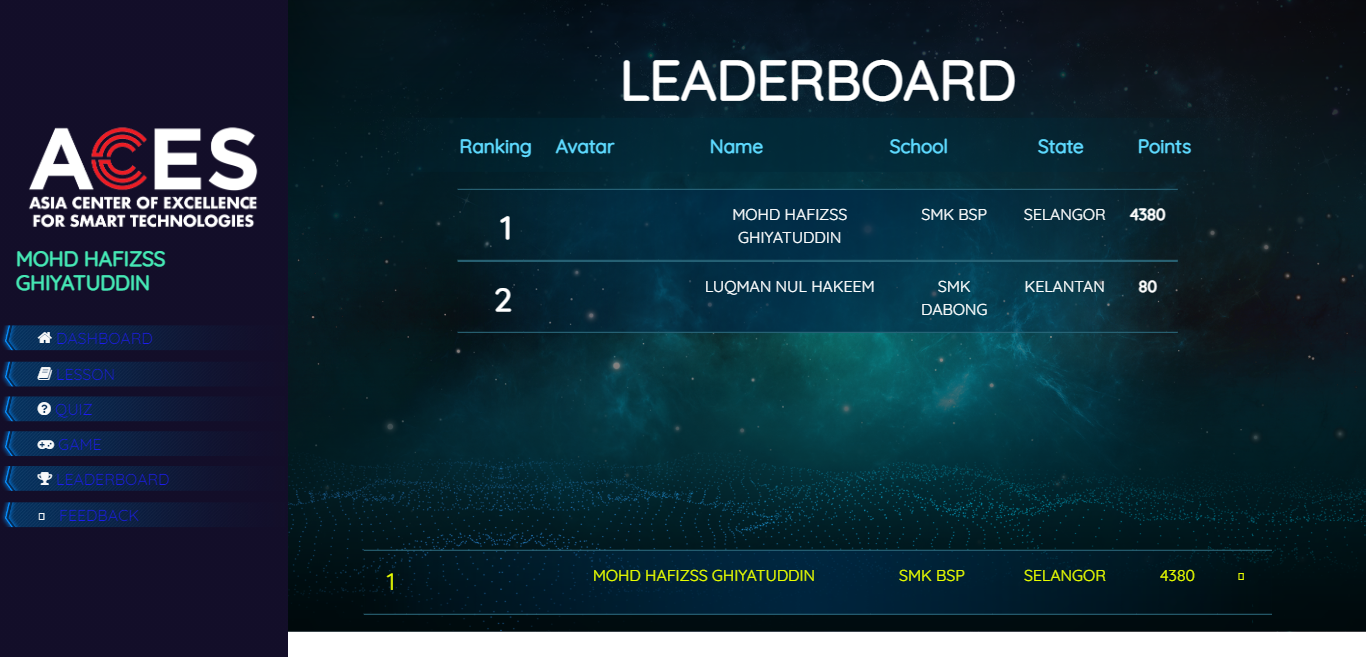 ACES
ASIA CENTER OF EXCELLENCE
FOR SMART TECHNOLOGIES
MOHD HAFIZSS
GHIYATUDDIN
DASHBOARD
LESSON
QUIZ
GAME
LEADERBOARD
FEEDBACK
LEADERBOARD
Ranking Avatar Name School State Points
1 MOHD HAFIZSS SMK BSP SELANGOR 4380
GHIYATUDDIN
2 LUQMAN NUL HAKEEM SMK KELANTAN 80
DABONG
1 MOHD HAFIZSS GHIYATUDDIN SMK BSP SELANGOR 4380